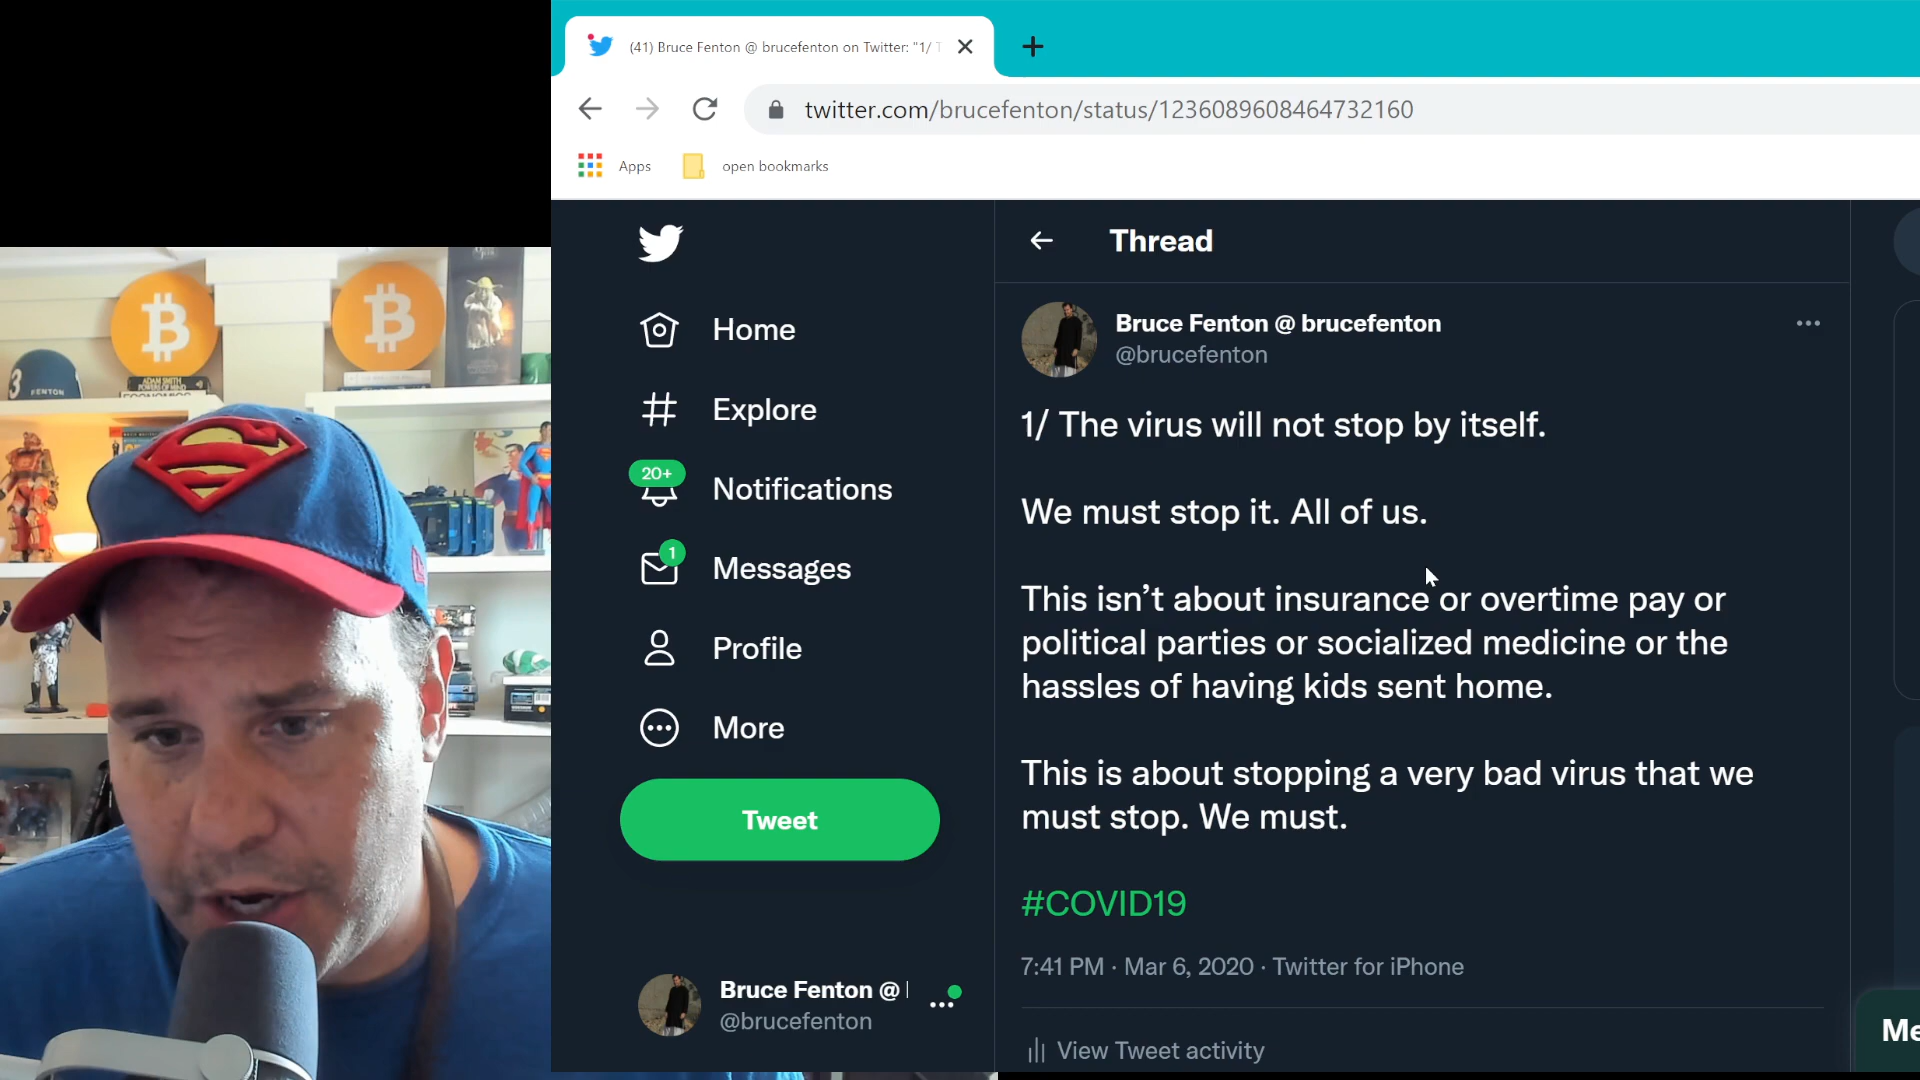 (41) Bruce Fenton @ brucefenton on Twitter: "1/
twitter.com/brucefenton/status/1236089608464732160
Apps
open bookmarks
Thread
Bruce Fenton @ brucefenton
@brucefenton
1/ The virus will not stop by itself.
We must stop it. All of us.
This isn't about insurance or overtime pay or
political parties or socialized medicine or the
hassles of having kids sent home.
This is about stopping a very bad virus that we
must stop. We must.
#COVID19
7:41 PM · Mar 6, 2020 · Twitter for iPhone
View Tweet activity
Home
Explore
20+
Notifications
1
Messages
Profile
More
Tweet
Bruce Fenton @
@brucefenton
Me
3
FENTON
ADAM SMITH
ECONOMICS